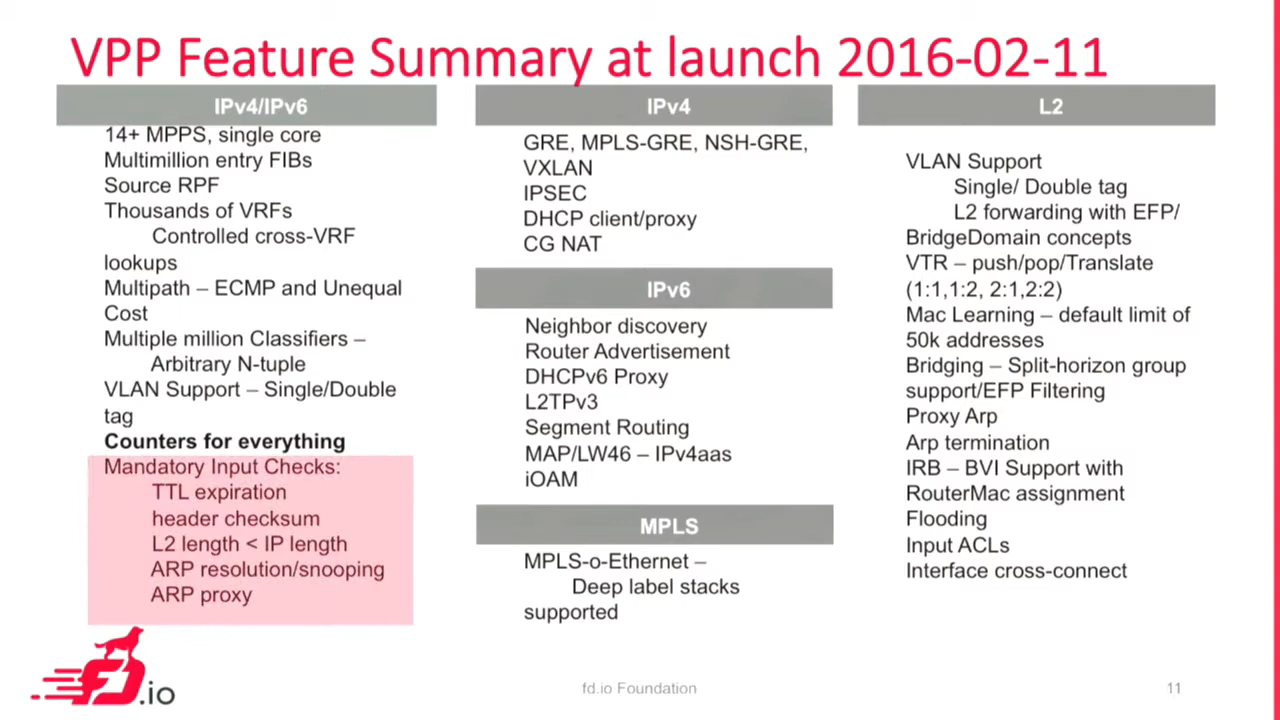 VPP Feature Summary at launch 2016-02-11
IPv4/IPv6
14+ MPPS, single core
Multimillion entry FIBs
Source RPF
Thousands of VRFs
Controlled cross-VRF
lookups
Multipath – ECMP and Unequal
Cost
Multiple million Classifiers –
Arbitrary N-tuple
VLAN Support – Single/Double
tag
Counters for everything
Mandatory Input Checks:
TTL expiration
header checksum
L2 length < IP length
ARP resolution/snooping
ARP proxy
IPv4
GRE, MPLS-GRE, NSH-GRE,
VXLAN
IPSEC
DHCP client/proxy
CG NAT
IPv6
Neighbor discovery
Router Advertisement
DHCPv6 Proxy
L2TPv3
Segment Routing
MAP/LW46 – IPv4aas
iOAM
MPLS
MPLS-o-Ethernet –
Deep label stacks
supported
L2
VLAN Support
Single/ Double tag
L2 forwarding with EFP/
BridgeDomain concepts
VTR – push/pop/Translate
(1:1,1:2, 2:1,2:2)
Mac Learning – default limit of
50k addresses
Bridging – Split-horizon group
support/EFP Filtering
Proxy Arp
Arp termination
IRB – BVI Support with
RouterMac assignment
Flooding
Input ACLs
Interface cross-connect
FD.io
fd.io Foundation
11